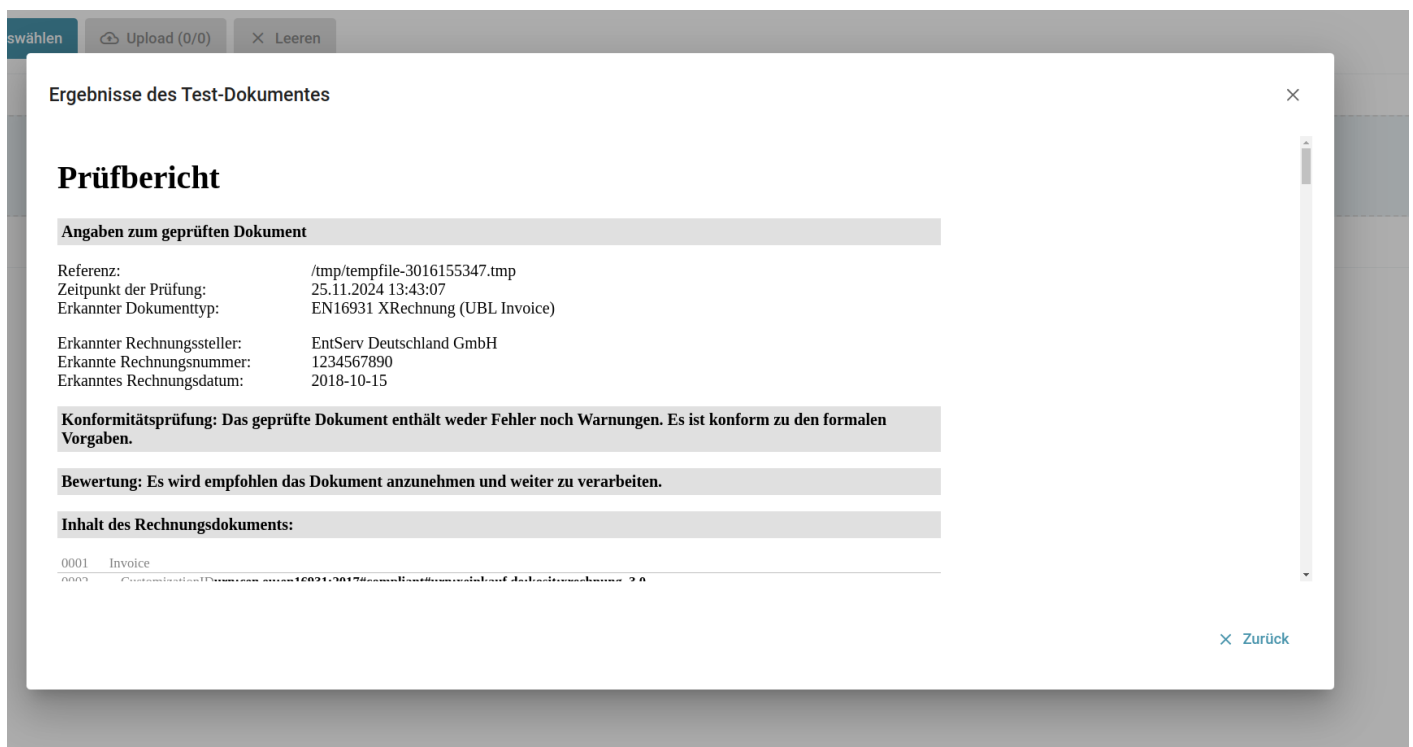 swählen
Upload (0/0)
Leeren
Ergebnisse des Test-Dokumentes
Prüfbericht
Angaben zum geprüften Dokument
Referenz: /tmp/tempfile-3016155347.tmp
Zeitpunkt der Prüfung: 25.11.2024 13:43:07
Erkannter Dokumenttyp: EN16931 XRechnung (UBL Invoice)
Erkannter Rechnungssteller: EntServ Deutschland GmbH
Erkannte Rechnungsnummer: 1234567890
Erkanntes Rechnungsdatum: 2018-10-15
Konformitätsprüfung: Das geprüfte Dokument enthält weder Fehler noch Warnungen. Es ist konform zu den formalen
Vorgaben.
Bewertung: Es wird empfohlen das Dokument anzunehmen und weiter zu verarbeiten.
Inhalt des Rechnungsdokuments:
0001 Invoice
0002 CustomizationID
Zurück